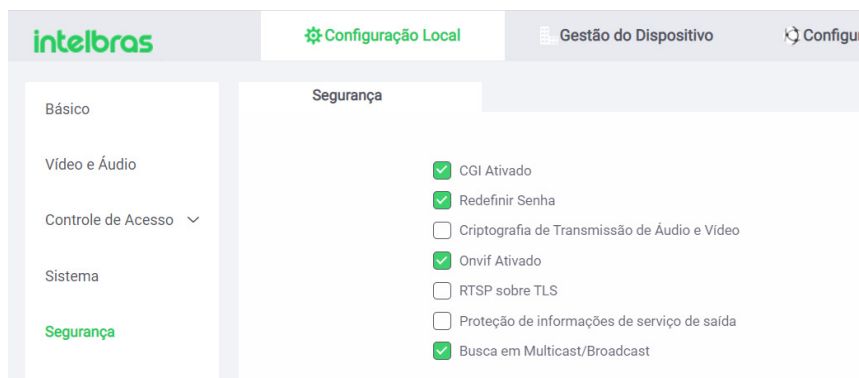 intelbras
Configuração Local
Gestão do Dispositivo
Configur
Básico
Vídeo e Áudio
Controle de Acesso
Sistema
Segurança
Segurança
CGI Ativado
Redefinir Senha
Criptografia de Transmissão de Áudio e Vídeo
Onvif Ativado
RTSP sobre TLS
Proteção de informações de serviço de saída
Busca em Multicast/Broadcast